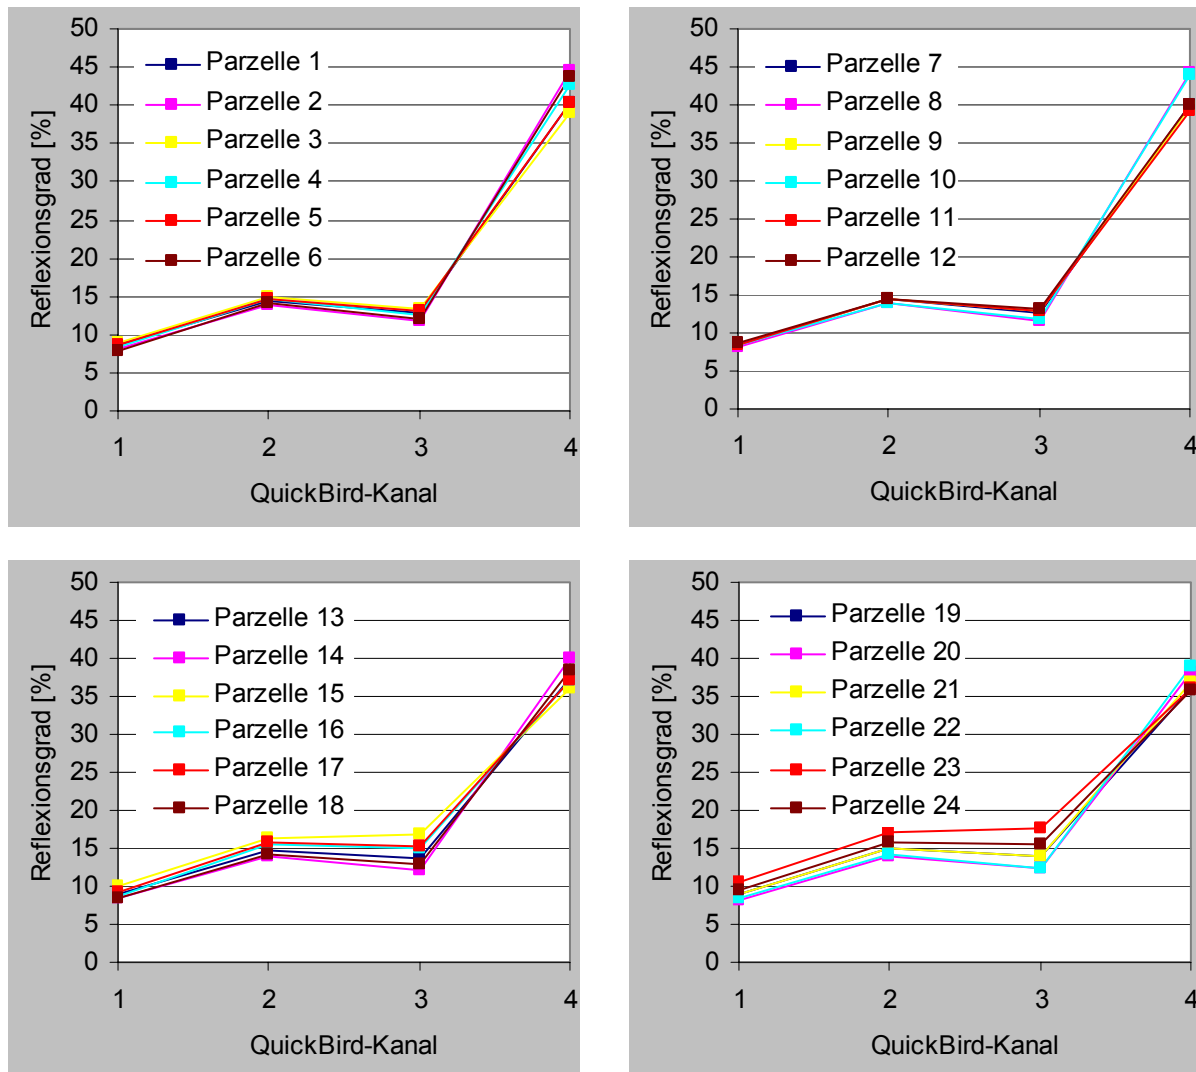 50
45
40
35
30
25
20
15
10
5
0
Reflexionsgrad [%]
Parzelle 1
Parzelle 2
Parzelle 3
Parzelle 4
Parzelle 5
Parzelle 6
1 2 3 4
QuickBird-Kanal
50
45
40
35
30
25
20
15
10
5
0
Reflexionsgrad [%]
Parzelle 7
Parzelle 8
Parzelle 9
Parzelle 10
Parzelle 11
Parzelle 12
1 2 3 4
QuickBird-Kanal
50
45
40
35
30
25
20
15
10
5
0
Reflexionsgrad [%]
Parzelle 13
Parzelle 14
Parzelle 15
Parzelle 16
Parzelle 17
Parzelle 18
1 2 3 4
QuickBird-Kanal
50
45
40
35
30
25
20
15
10
5
0
Reflexionsgrad [%]
Parzelle 19
Parzelle 20
Parzelle 21
Parzelle 22
Parzelle 23
Parzelle 24
1 2 3 4
QuickBird-Kanal